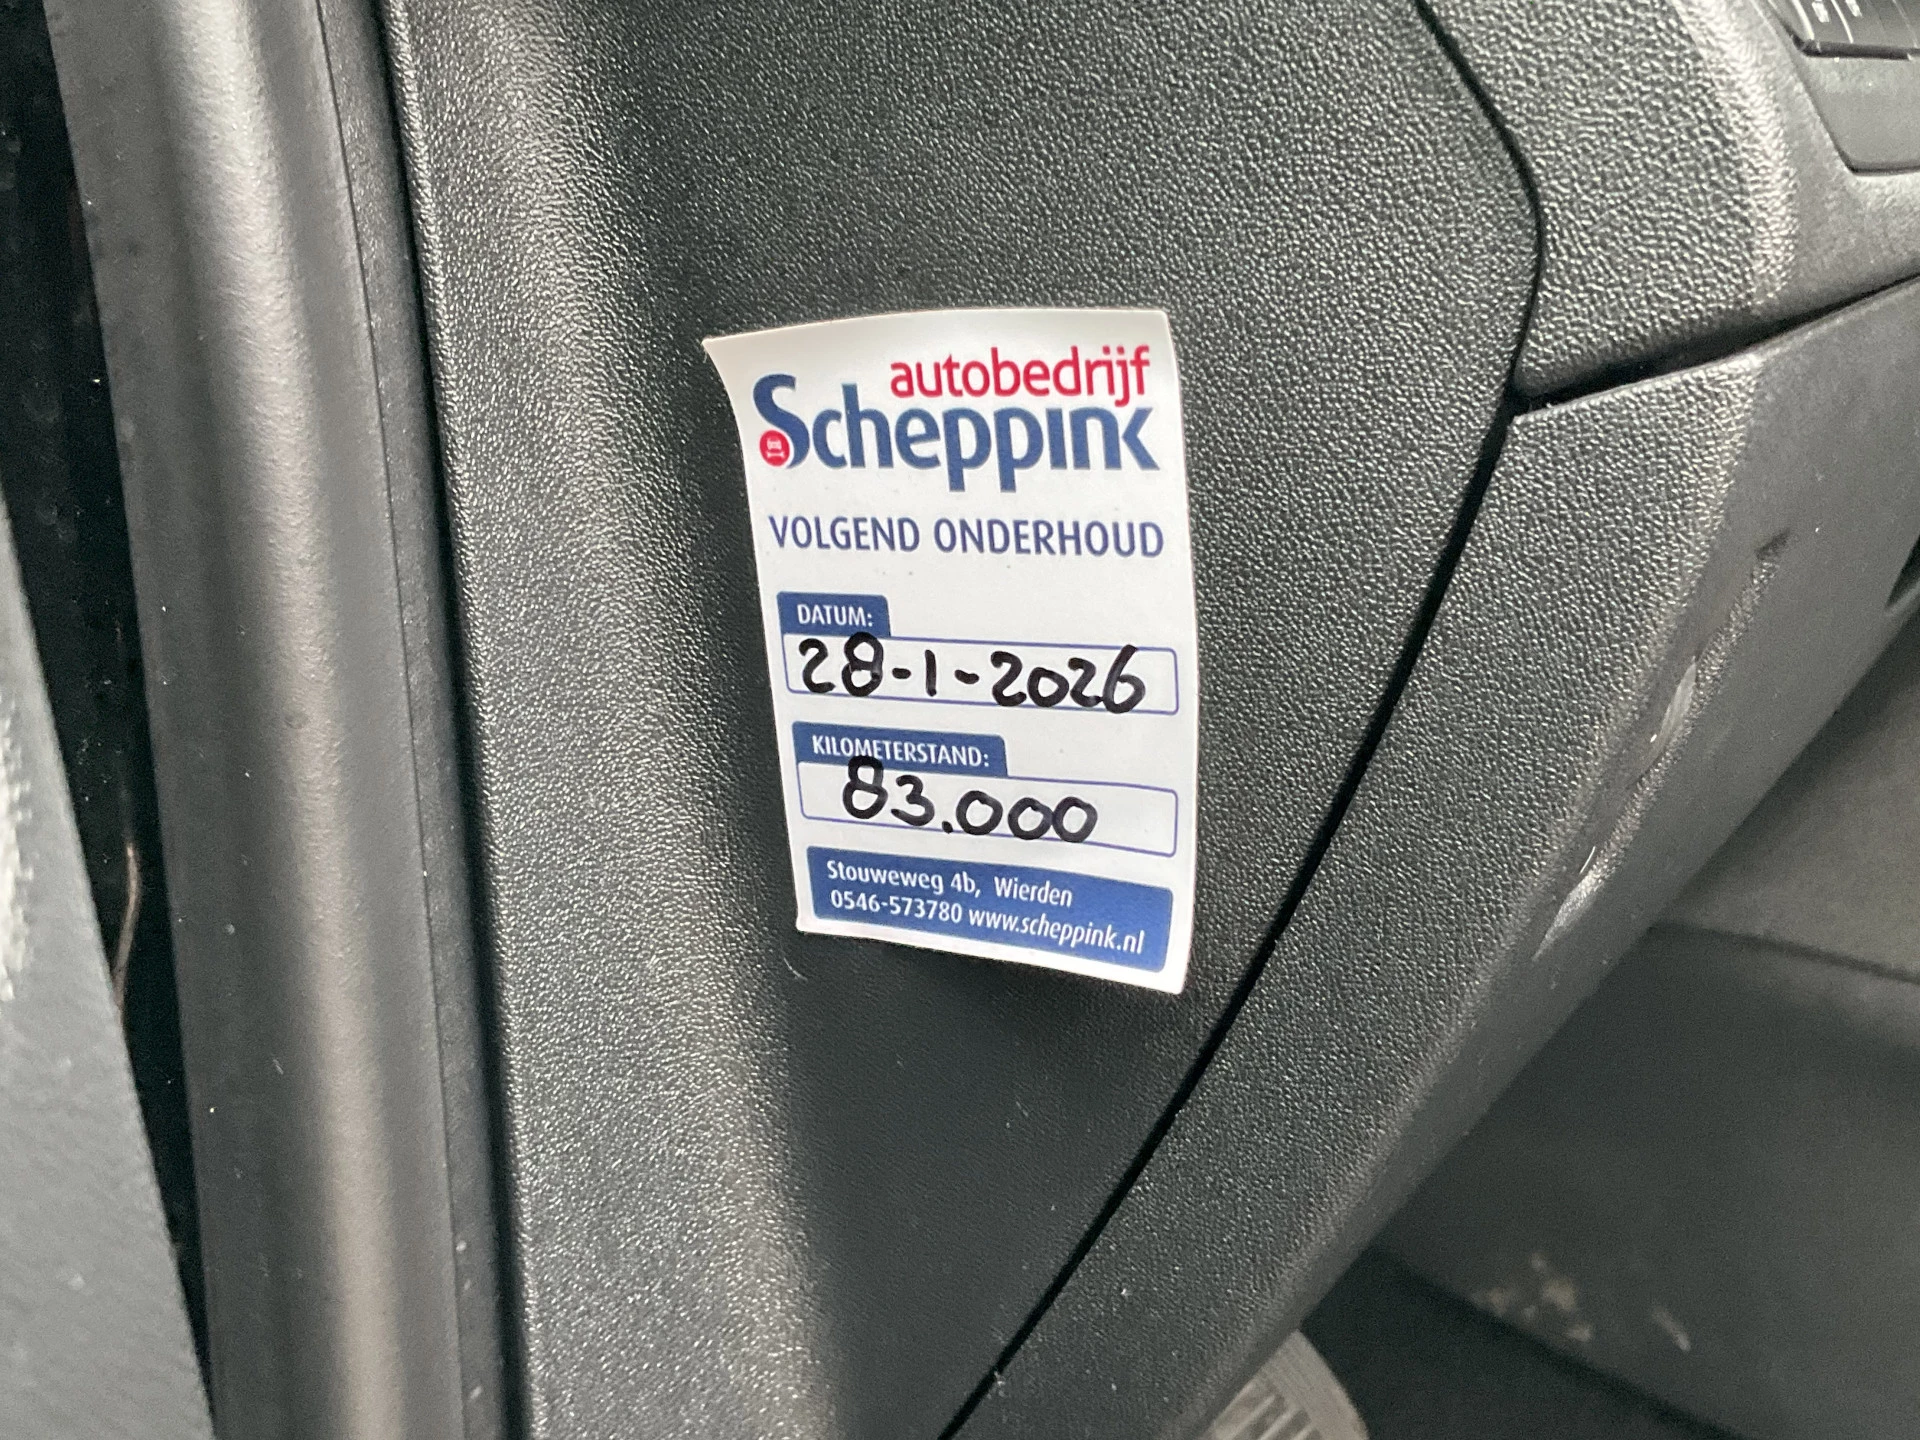 autobedrijf
Scheppink
VOLGEND ONDERHOUD
DATUM:
28-1-2026
KILOMETERSTAND:
83.000
Stouweweg 4b, Wierden
0546-573780 www.scheppink.nl